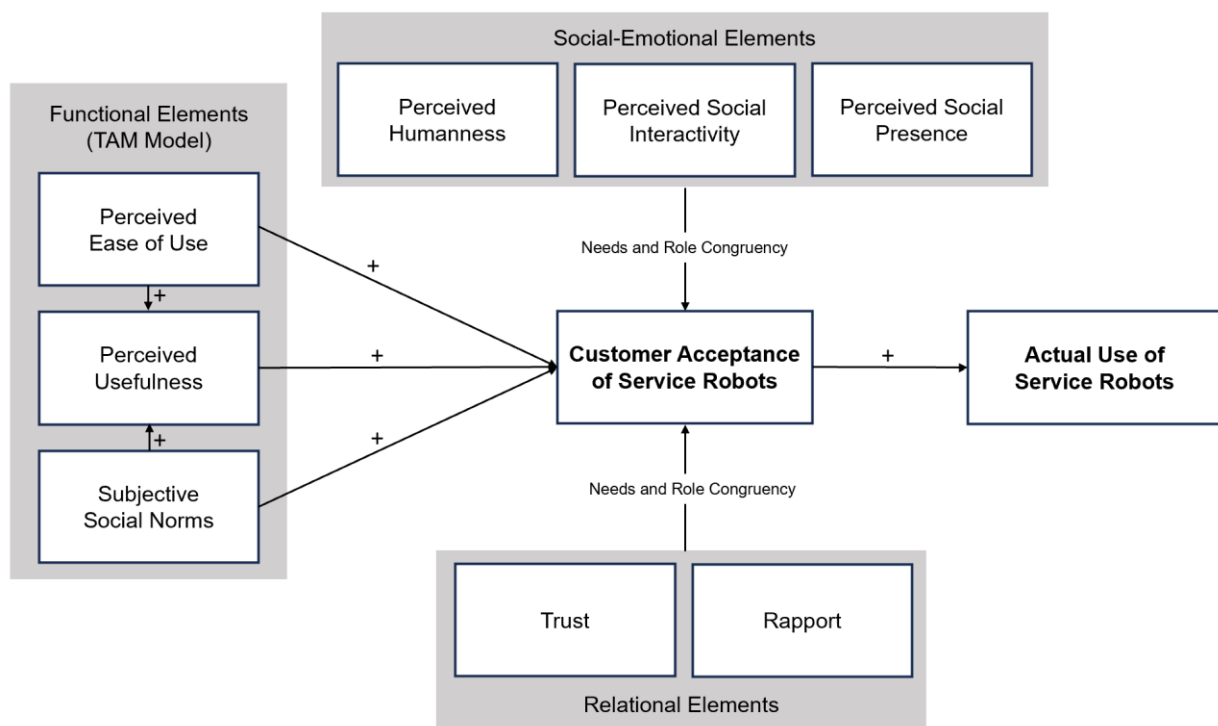 Social-Emotional Elements
Perceived
Humanness
Perceived Social
Interactivity
Perceived Social
Presence
Functional Elements
(TAM Model)
Perceived
Ease of Use
+
+
Needs and Role Congruency
Perceived
Usefulness
+
Customer Acceptance
of Service Robots
+
Actual Use of
Service Robots
+
+
Subjective
Social Norms
Needs and Role Congruency
Trust
Rapport
Relational Elements